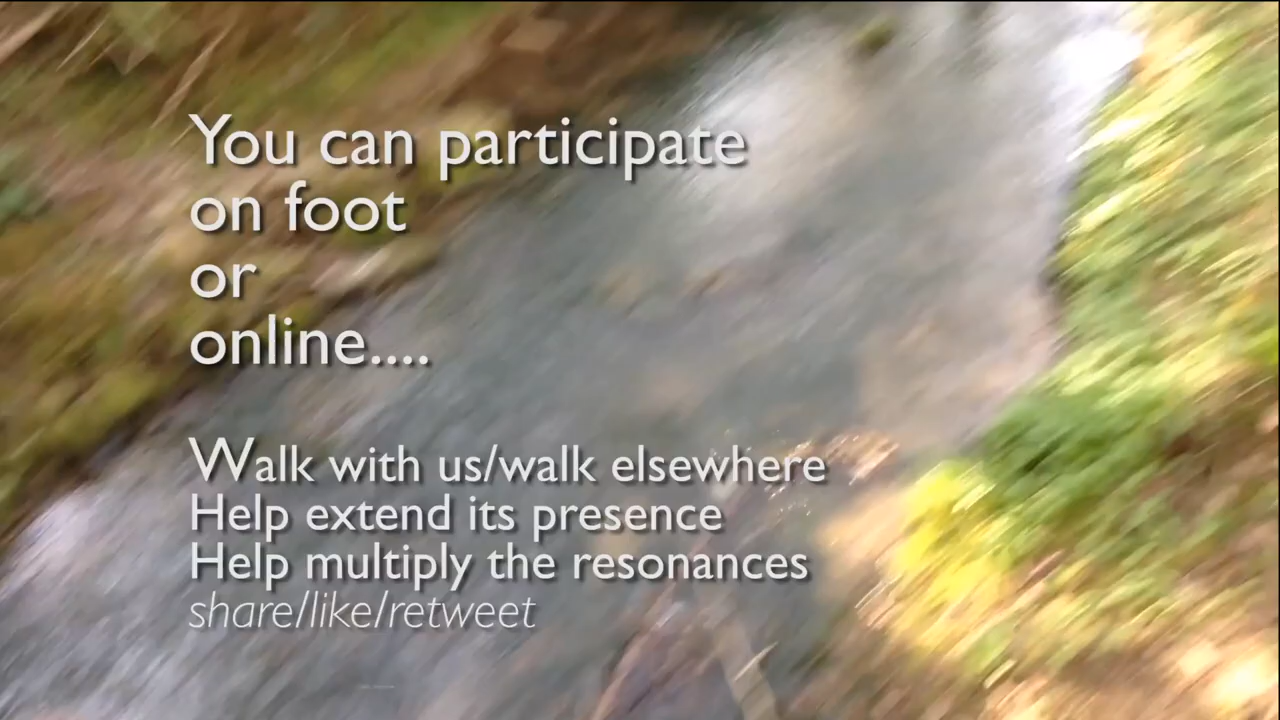 You can participate
on foot
or
online....
Walk with us/walk elsewhere
Help extend its presence
Help multiply the resonances
share/like/retweet